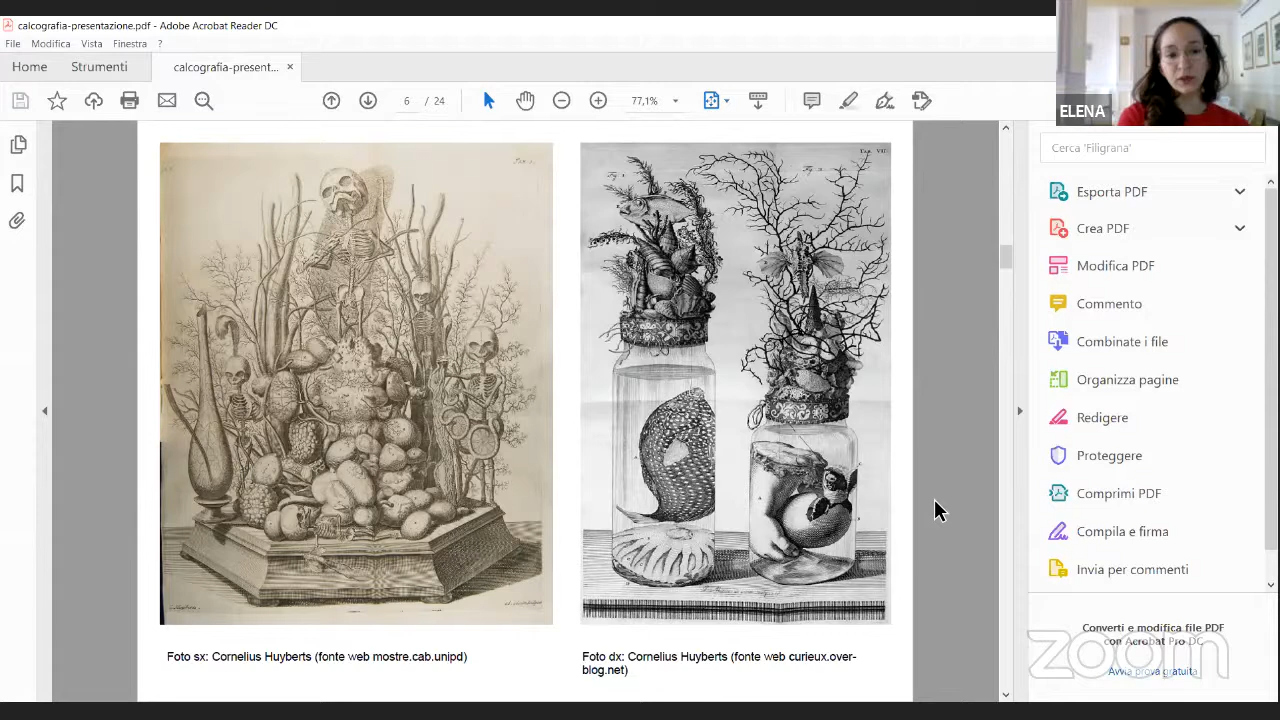 calcografia-presentazione.pdf - Adobe Acrobat Reader DC
File Modifica Vista Finestra ?
Home Strumenti calcografia-present... ×
6 / 24 77,1%
ELENA
Cerca 'Filigrana'
Esporta PDF
Crea PDF
Modifica PDF
Commento
Combinate i file
Organizza pagine
Redigere
Proteggere
Comprimi PDF
Compila e firma
Invia per commenti
Converti e modifica file PDF
con Acrobat Pro DC
Avvia prova gratuita
zoom
Foto sx: Cornelius Huyberts (fonte web mostre.cab.unipd)
Foto dx: Cornelius Huyberts (fonte web curieux.over-
blog.net)